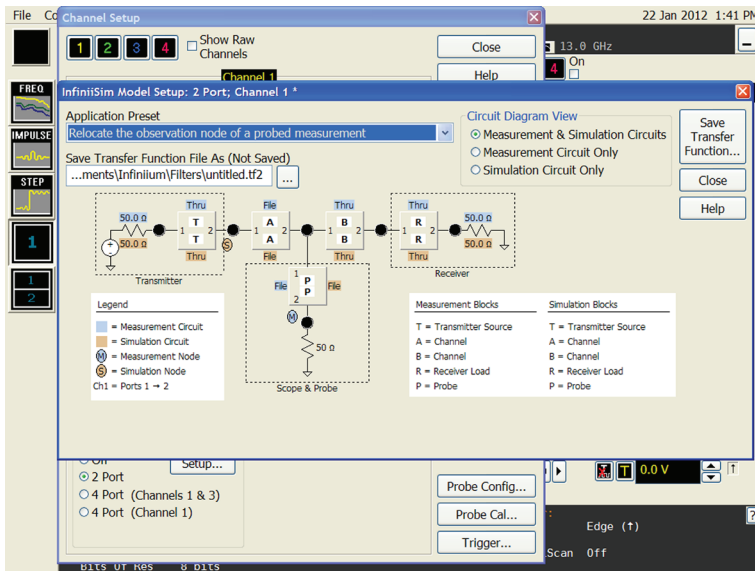 File Co
Channel Setup
22 Jan 2012 1:41 PM
1 2 3 4
Show Raw Channels
Close
13.0 GHz
4
On
Channel 1
Help
InfiniiSim Model Setup: 2 Port; Channel 1 *
FREQ
IMPULSE
STEP
1
1
2
Application Preset
Relocate the observation node of a probed measurement
Save Transfer Function File As (Not Saved)
...ments\Infiniium\Filters\untitled.tf2
...
Circuit Diagram View
Measurement & Simulation Circuits
Measurement Circuit Only
Simulation Circuit Only
Save Transfer Function...
Close
Help
Thru File Thru Thru
50.0 Ω 1 T 2 1 A 2 1 B 2 1 R 2 50.0 Ω
50.0 Ω T A B R 50.0 Ω
S
Thru File Thru Thru
Transmitter
Receiver
1
File P File
P
2
M
50 Ω
Scope & Probe
Legend
= Measurement Circuit
= Simulation Circuit
M = Measurement Node
S = Simulation Node
Ch1 = Ports 1 → 2
Measurement Blocks
T = Transmitter Source
A = Channel
B = Channel
R = Receiver Load
P = Probe
Simulation Blocks
T = Transmitter Source
A = Channel
B = Channel
R = Receiver Load
P = Probe
Off
Setup...
2 Port
4 Port (Channels 1 & 3)
4 Port (Channel 1)
Probe Config...
Probe Cal...
Trigger...
T
0.0 V
?
Edge (↑)
Scan Off
Bits Of Res 8 bits